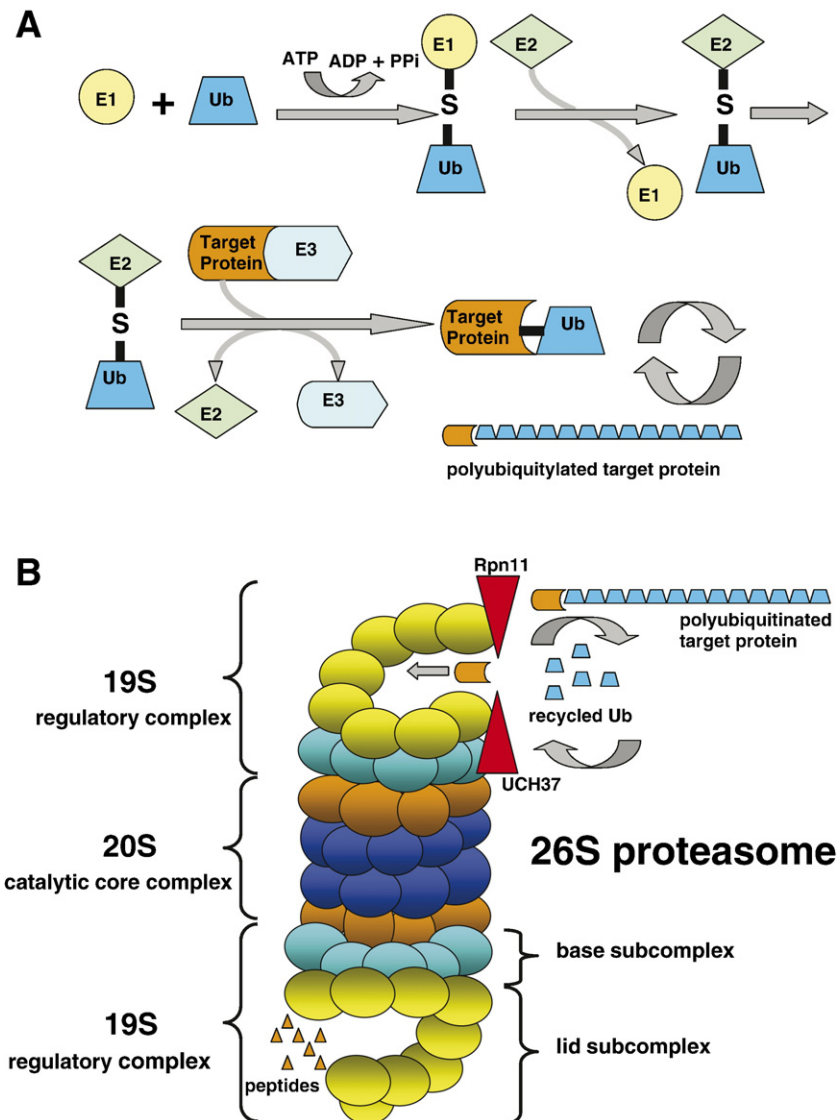 A
ATP ADP + PPi
E1 + Ub
E1
S
Ub
E2
E1
E2
S
Ub
E2
S
Ub
Target
Protein
E3
E2
E3
Target
Protein
Ub
polyubiquitylated target protein
B
Rpn11
polyubiquitinated
target protein
19S
regulatory complex
recycled Ub
UCH37
20S
catalytic core complex
26S proteasome
base subcomplex
19S
regulatory complex
lid subcomplex
peptides